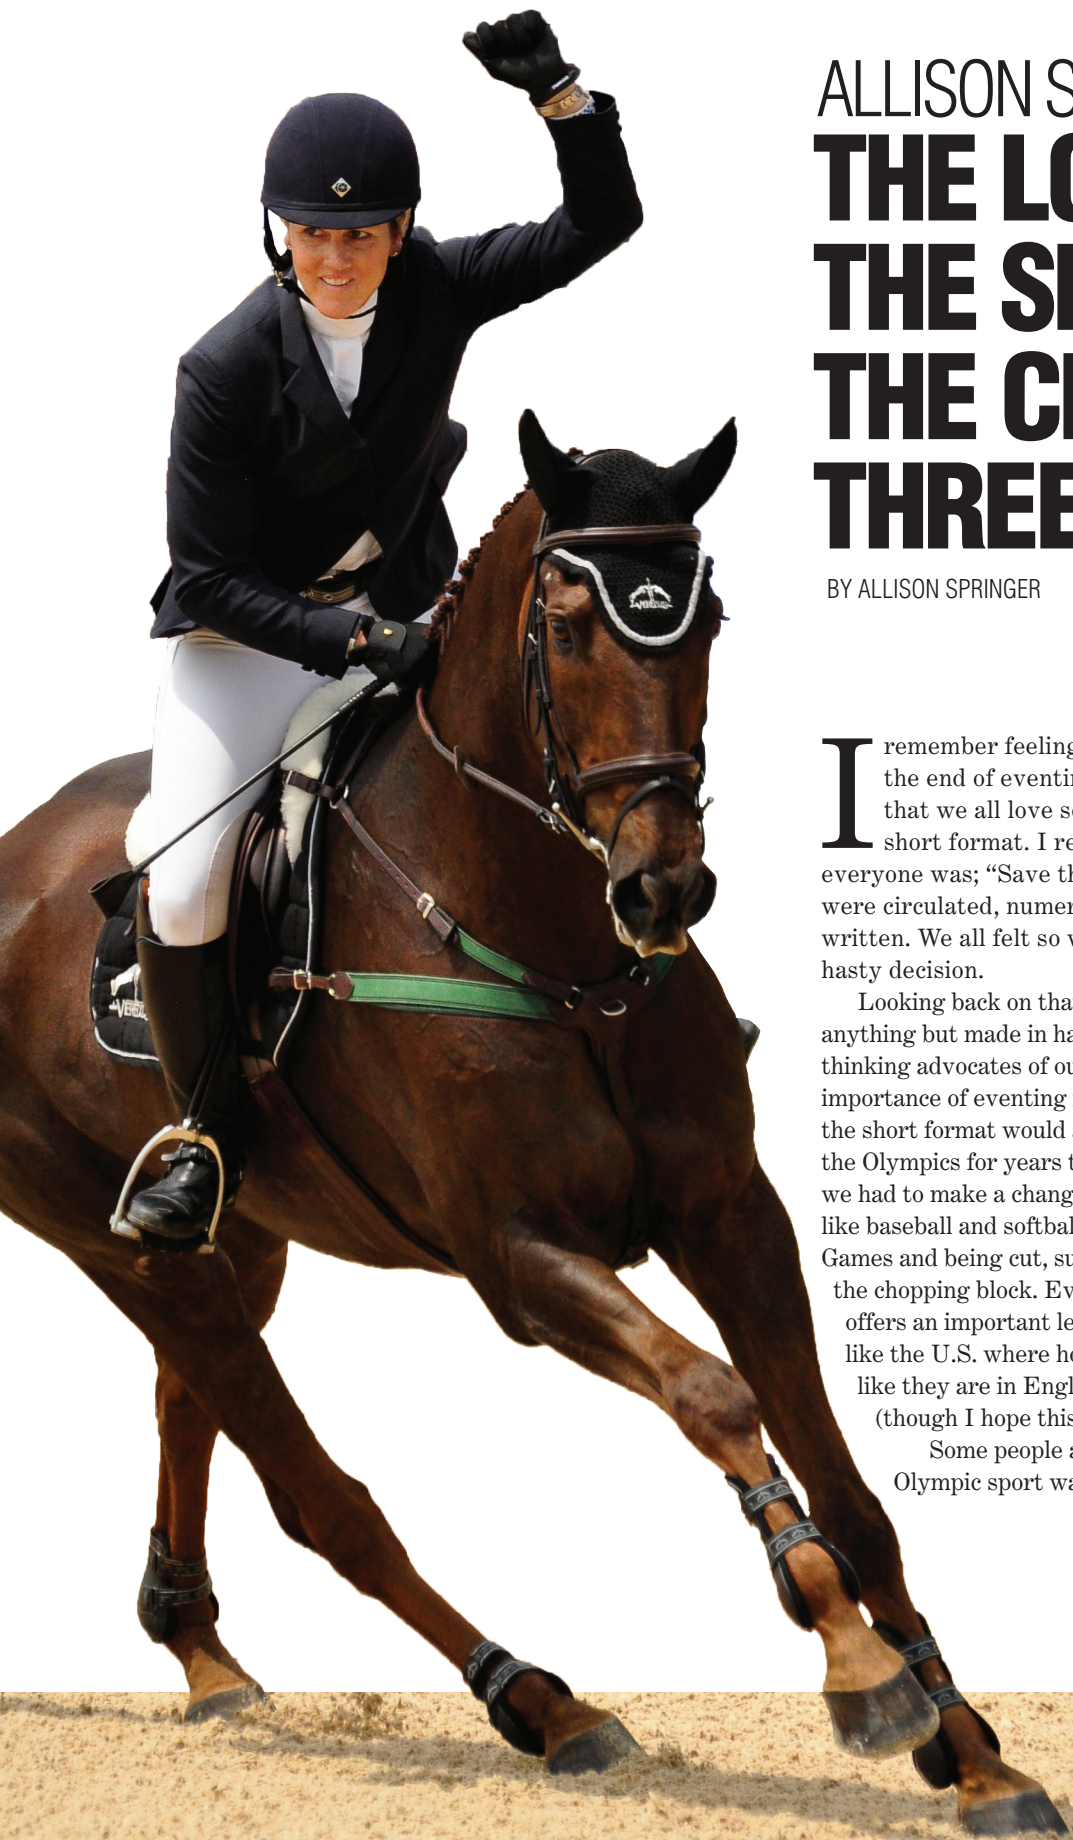 ALLISON S
THE LO
THE S
THE C
THREE
BY ALLISON SPRINGER
I remember feeling
the end of eventi
that we all love s
short format. I re
everyone was; “Save th
were circulated, numer
written. We all felt so
hasty decision.
Looking back on tha
anything but made in ha
thinking advocates of ou
importance of eventing
the short format would
the Olympics for years t
we had to make a chang
like baseball and softbal
Games and being cut, su
the chopping block. Ev
offers an important le
like the U.S. where ho
like they are in Engl
(though I hope this
Some people a
Olympic sport wa